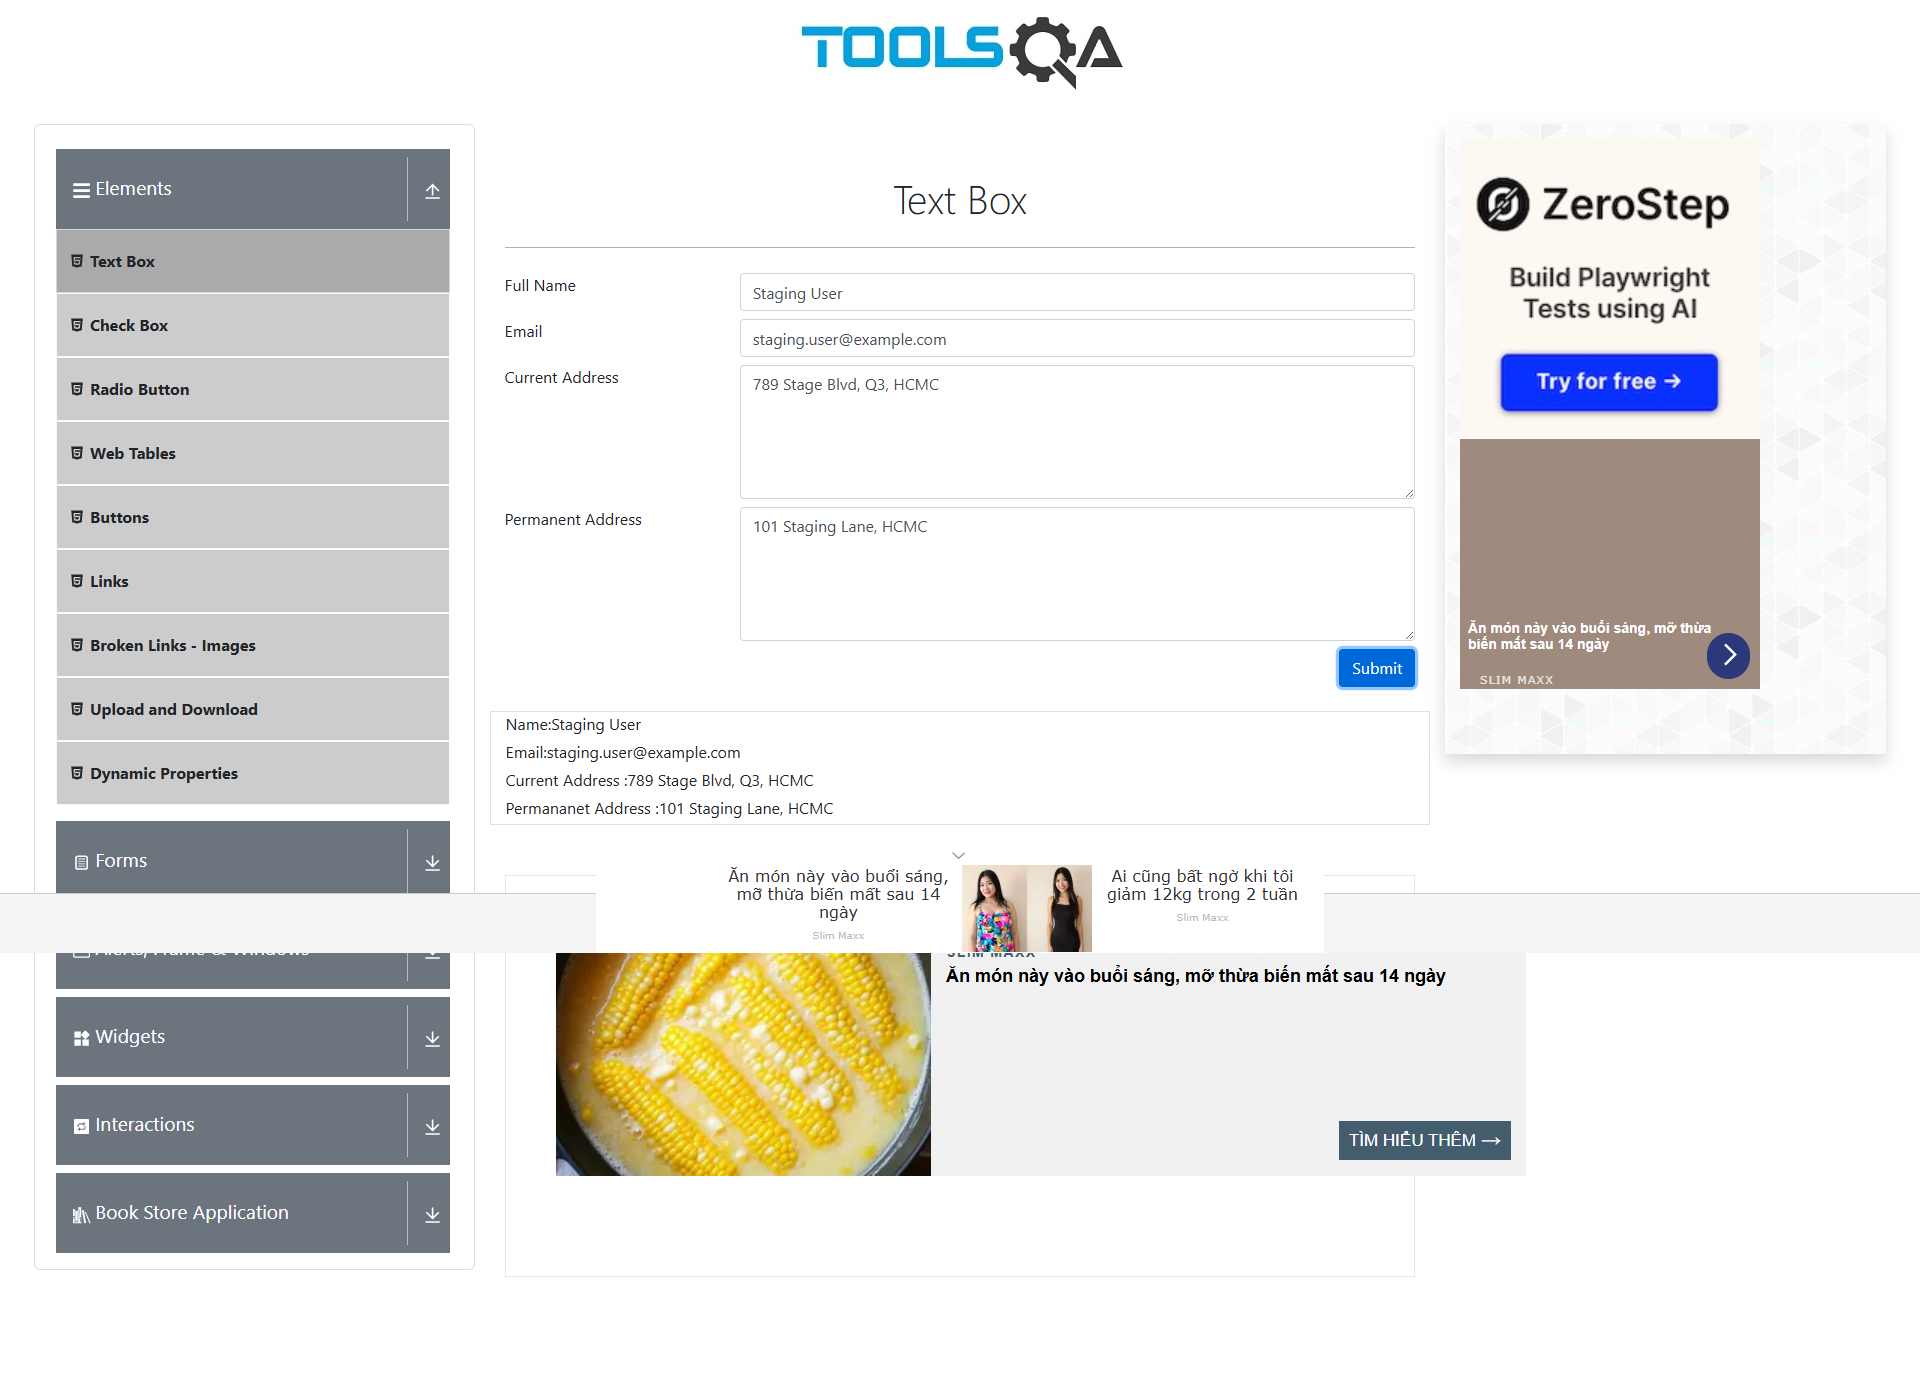 TOOLSQA
Elements
Text Box
Check Box
Radio Button
Web Tables
Buttons
Links
Broken Links - Images
Upload and Download
Dynamic Properties
Forms
Alerts, Frame & Windows
Widgets
Interactions
Book Store Application
Text Box
Full Name
Staging User
Email
staging.user@example.com
Current Address
789 Stage Blvd, Q3, HCMC
Permanent Address
101 Staging Lane, HCMC
Submit
Name:Staging User
Email:staging.user@example.com
Current Address :789 Stage Blvd, Q3, HCMC
Permananet Address :101 Staging Lane, HCMC
ZeroStep
Build Playwright
Tests using AI
Try for free →
Ăn món này vào buổi sáng, mỡ thừa
biến mất sau 14 ngày
SLIM MAXX
Ăn món này vào buổi sáng,
mỡ thừa biến mất sau 14
ngày
Slim Maxx
Ai cũng bất ngờ khi tôi
giảm 12kg trong 2 tuần
Slim Maxx
SLIM MAXX
Ăn món này vào buổi sáng, mỡ thừa biến mất sau 14 ngày
TÌM HIỂU THÊM →